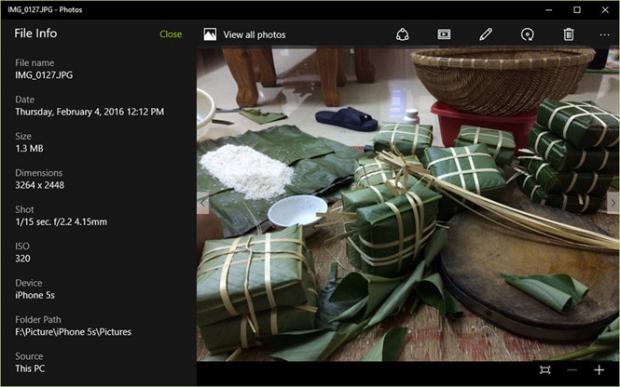 IMG_0127.JPG - Photos
File Info
Close
View all photos
File name
IMG_0127.JPG
Date
Thursday, February 4, 2016 12:12 PM
Size
1.3 MB
Dimensions
3264 x 2448
Shot
1/15 sec. f/2.2 4.15mm
ISO
320
Device
iPhone 5s
Folder Path
F:\Picture\iPhone 5s\Pictures
Source
This PC